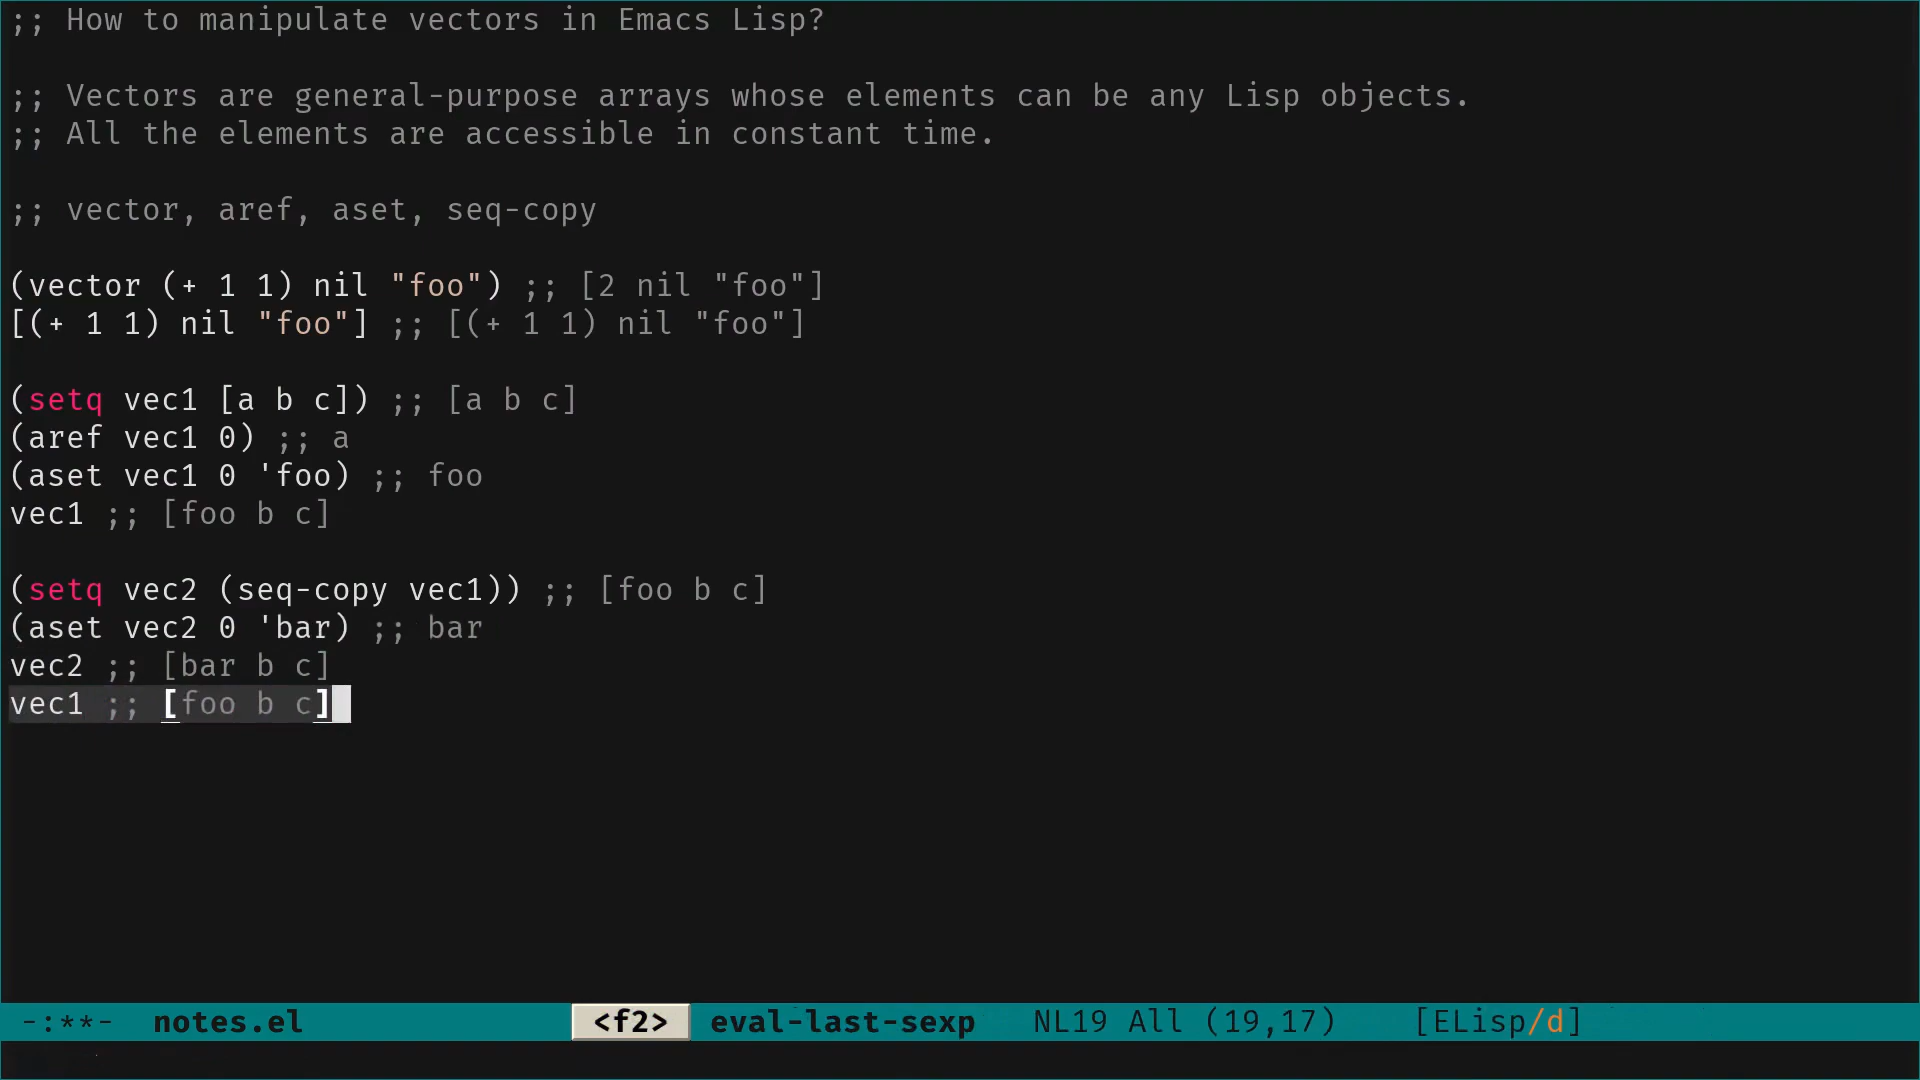 ;; How to manipulate vectors in Emacs Lisp?
;; Vectors are general-purpose arrays whose elements can be any Lisp objects.
;; All the elements are accessible in constant time.
;; vector, aref, aset, seq-copy
(vector (+ 1 1) nil "foo") ;; [2 nil "foo"]
[(+ 1 1) nil "foo"] ;; [(+ 1 1) nil "foo"]
(setq vec1 [a b c]) ;; [a b c]
(aref vec1 0) ;; a
(aset vec1 0 'foo) ;; foo
vec1 ;; [foo b c]
(setq vec2 (seq-copy vec1)) ;; [foo b c]
(aset vec2 0 'bar) ;; bar
vec2 ;; [bar b c]
vec1 ;; [foo b c]
-:**- notes.el <f2> eval-last-sexp NL19 All (19,17) [ELisp/d]